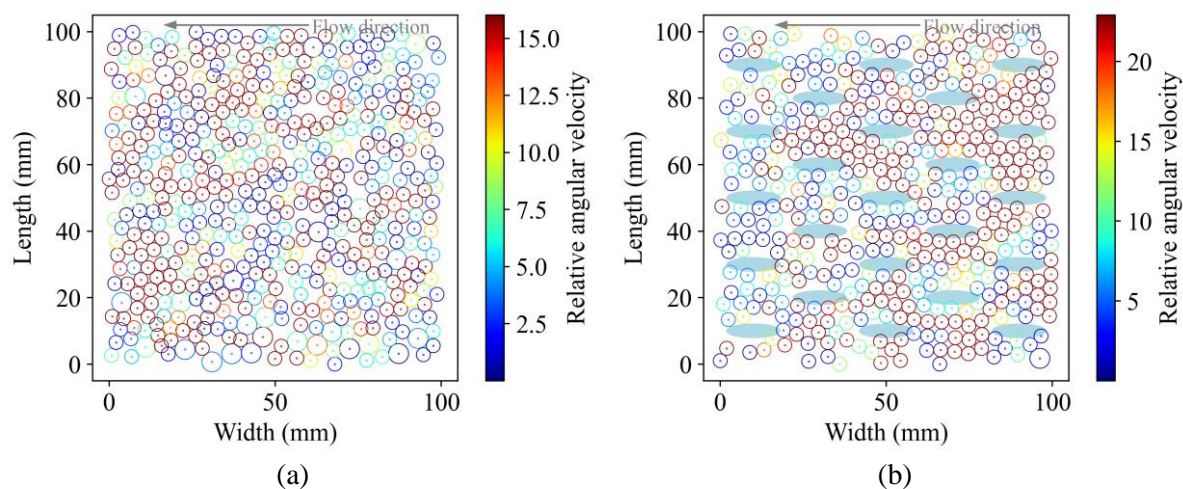 Flow direction
100
80
60
40
20
0
Length (mm)
0 50 100
Width (mm)
15.0
12.5
10.0
7.5
5.0
2.5
Relative angular velocity
(a)
Flow direction
100
80
60
40
20
0
Length (mm)
0 50 100
Width (mm)
20
15
10
5
Relative angular velocity
(b)